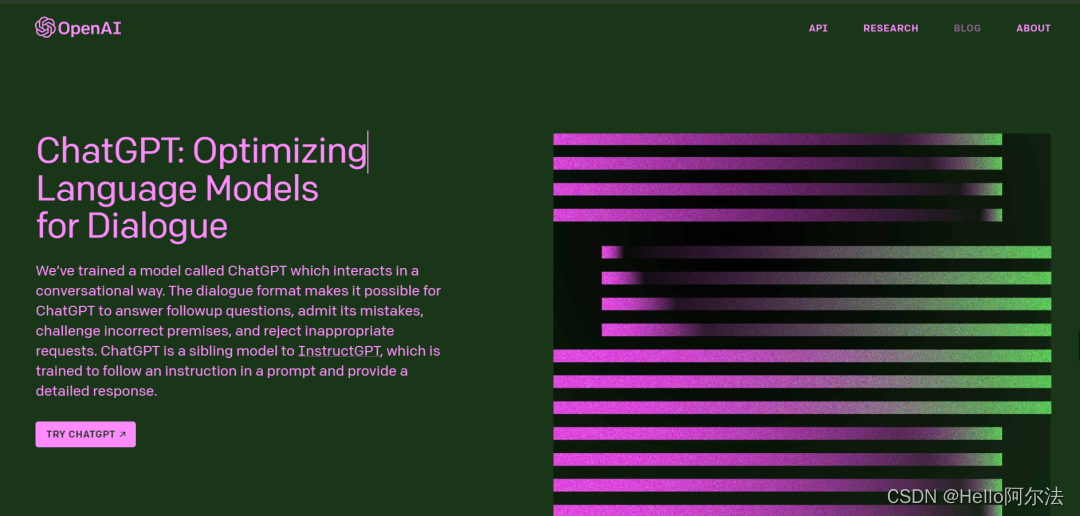 OpenAI
API RESEARCH BLOG ABOUT
ChatGPT: Optimizing
Language Models
for Dialogue
We’ve trained a model called ChatGPT which interacts in a
conversational way. The dialogue format makes it possible for
ChatGPT to answer followup questions, admit its mistakes,
challenge incorrect premises, and reject inappropriate
requests. ChatGPT is a sibling model to InstructGPT, which is
trained to follow an instruction in a prompt and provide a
detailed response.
TRY CHATGPT ↗
CSDN @Hello阿尔法